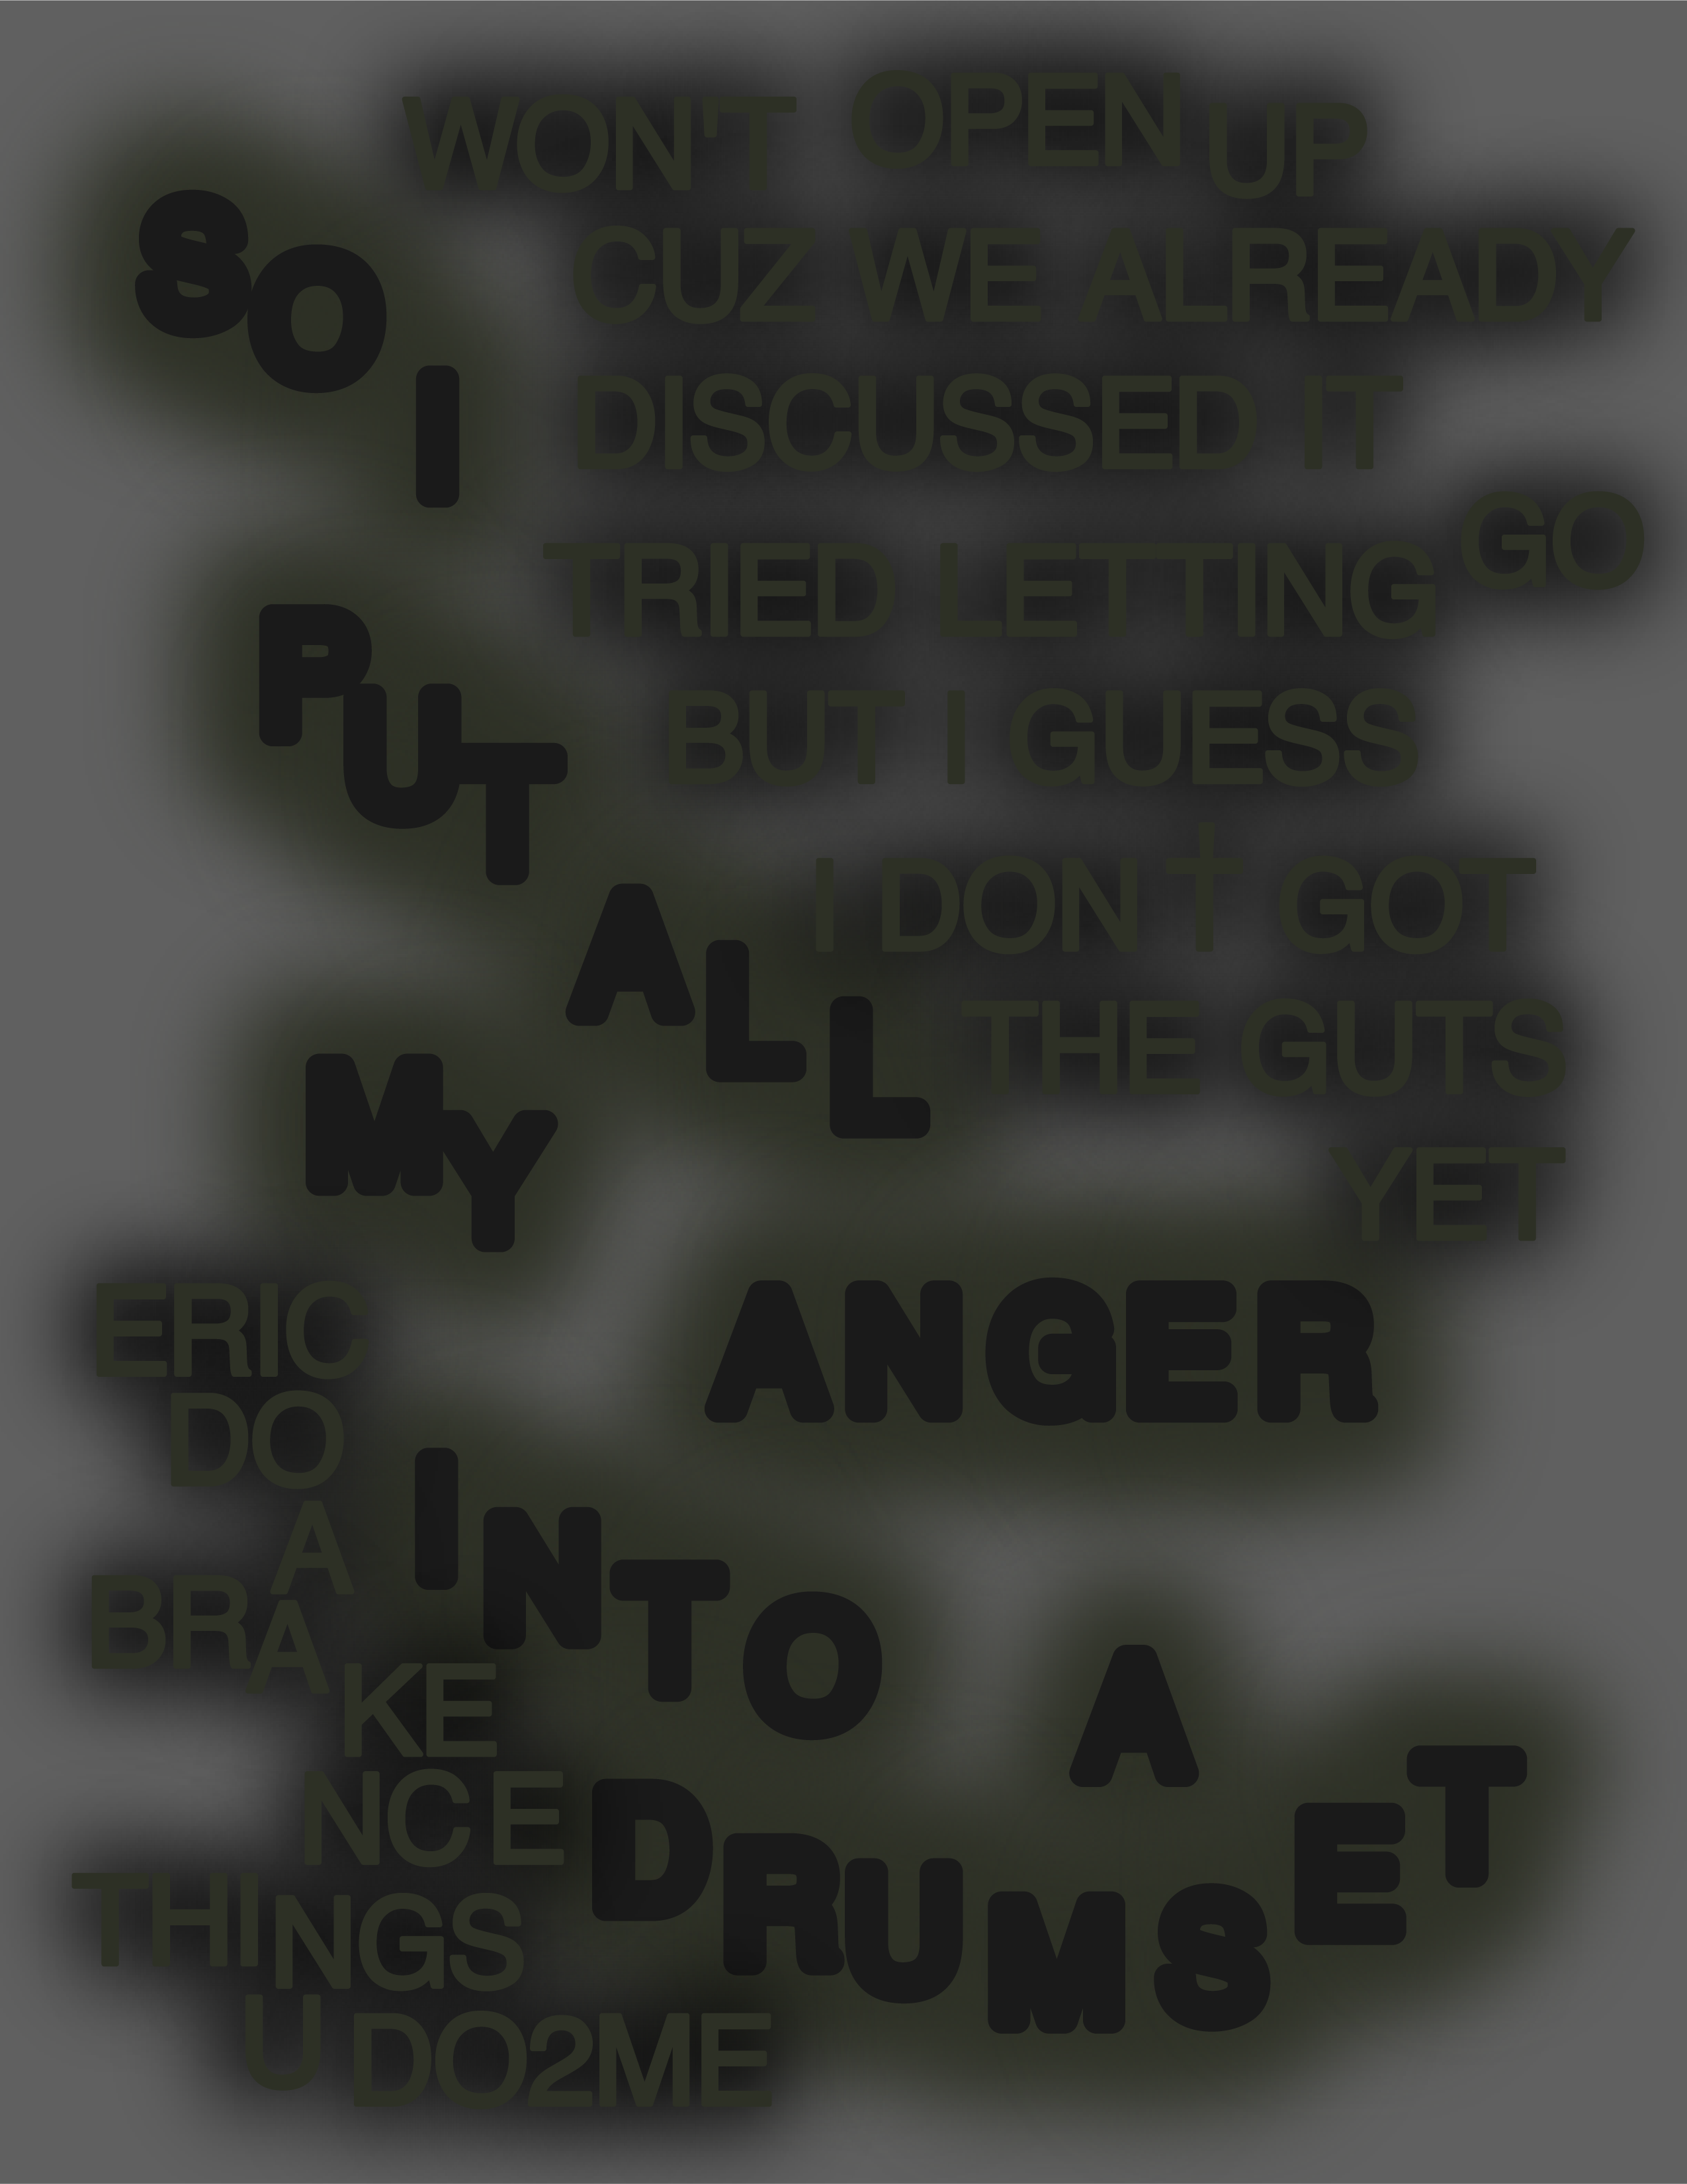 WON'T OPEN UP
CUZ WE ALREADY
DISCUSSED IT
TRIED LETTING GO
BUT I GUESS
I DON† GOT
THE GUTS
YET
SO
I
PUT
ALL
MY
ANGER
INTO
A
DRUMSET
ERIC
DO
A
BRA
KE
NCE
THINGS
U DO2ME